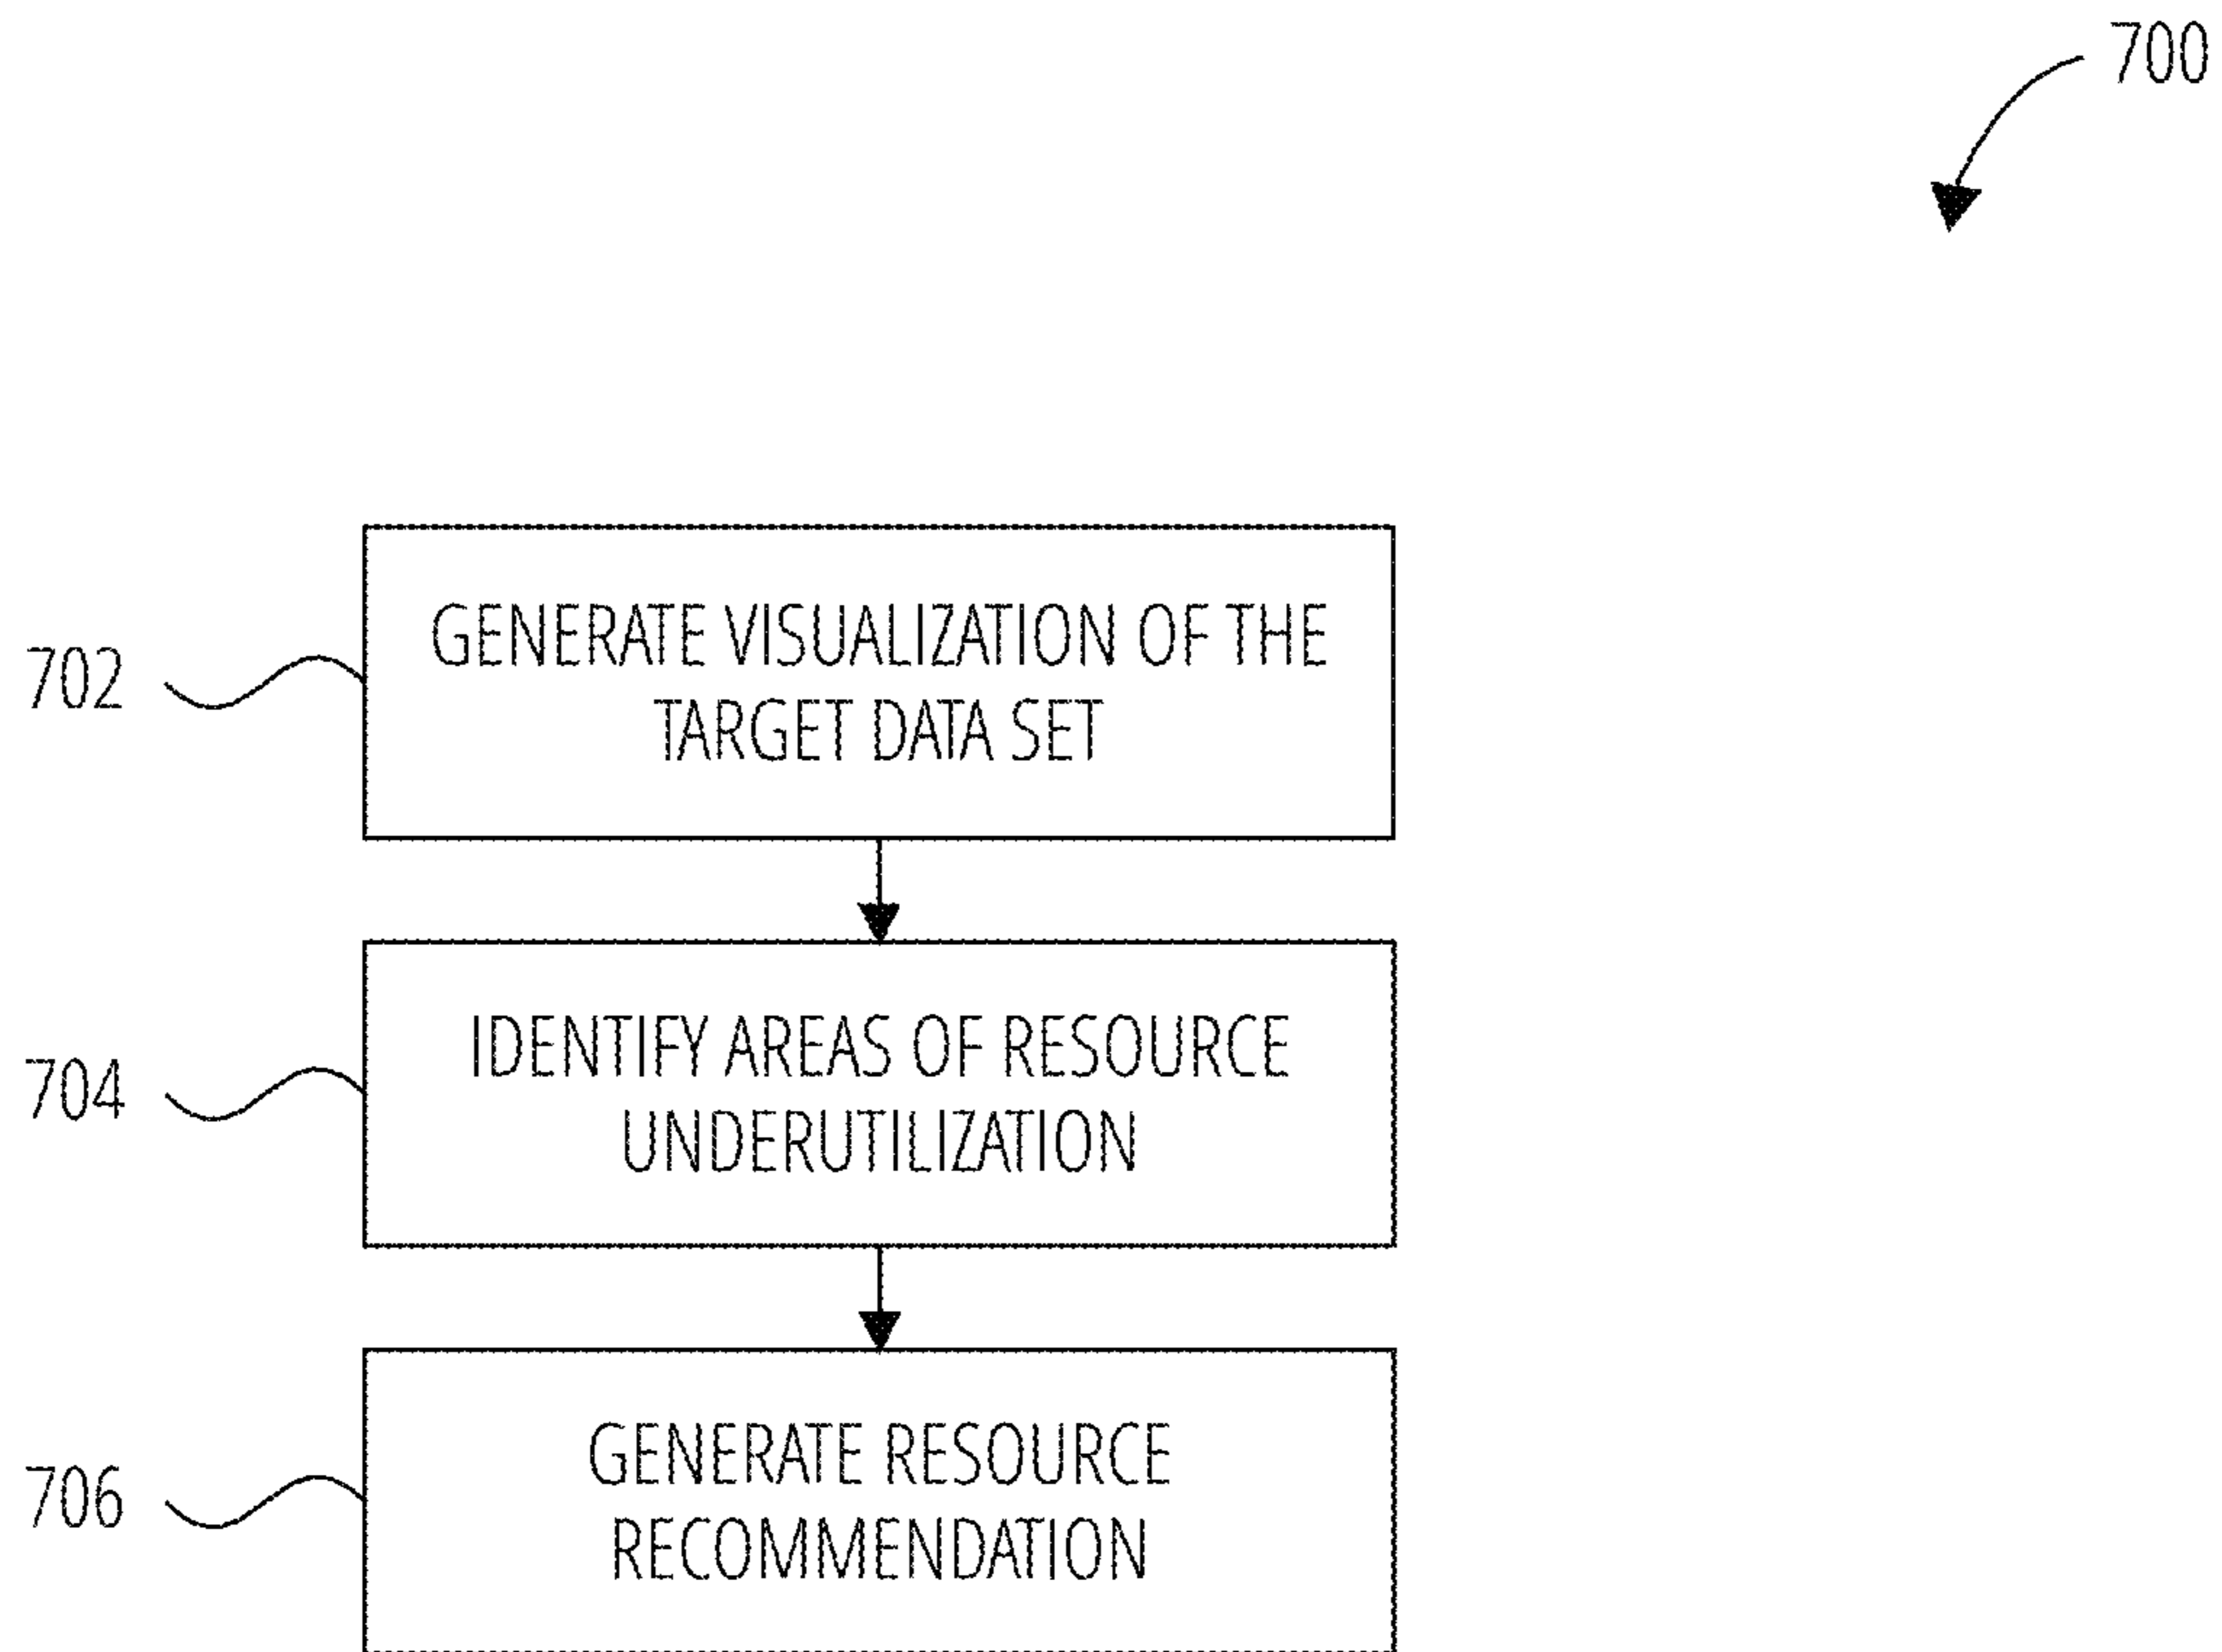 700
702
GENERATE VISUALIZATION OF THE
TARGET DATA SET
704
IDENTIFY AREAS OF RESOURCE
UNDERUTILIZATION
706
GENERATE RESOURCE
RECOMMENDATION